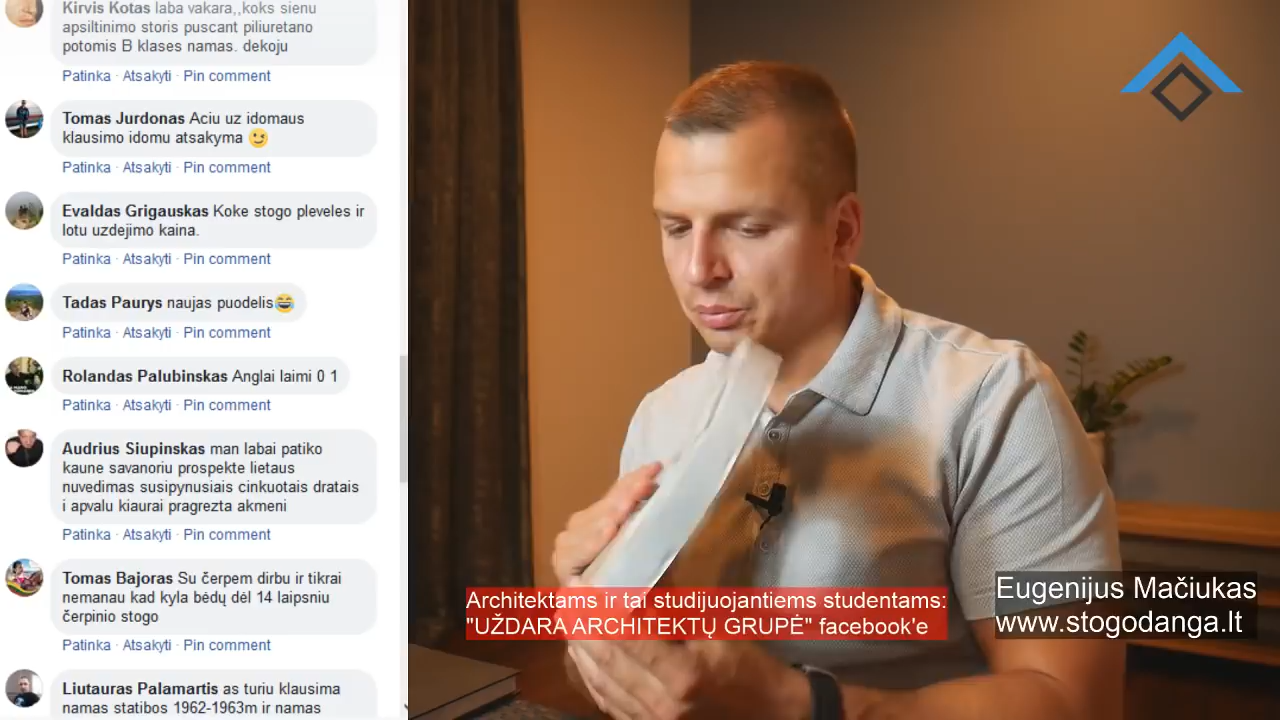 Kirvis Kotas laba vakara,,koks sienu
apsiltinimo storis puscant piliuretano
potomis B klases namas. dekoju
Patinka · Atsakyti · Pin comment
Tomas Jurdonas Aciu uz idomaus
klausimo idomu atsakyma 😉
Patinka · Atsakyti · Pin comment
Evaldas Grigauskas Koke stogo pleveles ir
lotu uzdejimo kaina.
Patinka · Atsakyti · Pin comment
Tadas Paurys naujas puodelis😂
Patinka · Atsakyti · Pin comment
Rolandas Palubinskas Anglai laimi 0 1
Patinka · Atsakyti · Pin comment
Audrius Siupinskas man labai patiko
kaune savanoriu prospekte lietaus
nuvedimas susipynusiais cinkuotais dratais
i apvalu kiaurai pragrezta akmeni
Patinka · Atsakyti · Pin comment
Tomas Bajoras Su čerpem dirbu ir tikrai
nemanau kad kyla bėdų dėl 14 laipsniu
čerpinio stogo
Patinka · Atsakyti · Pin comment
Liutauras Palamartis as turiu klausima
namas statibos 1962-1963m ir namas
Architektams ir tai studijuojantiems studentams:
"UŽDARA ARCHITEKTŲ GRUPĖ" facebook'e
Eugenijus Mačiukas
www.stogodanga.lt